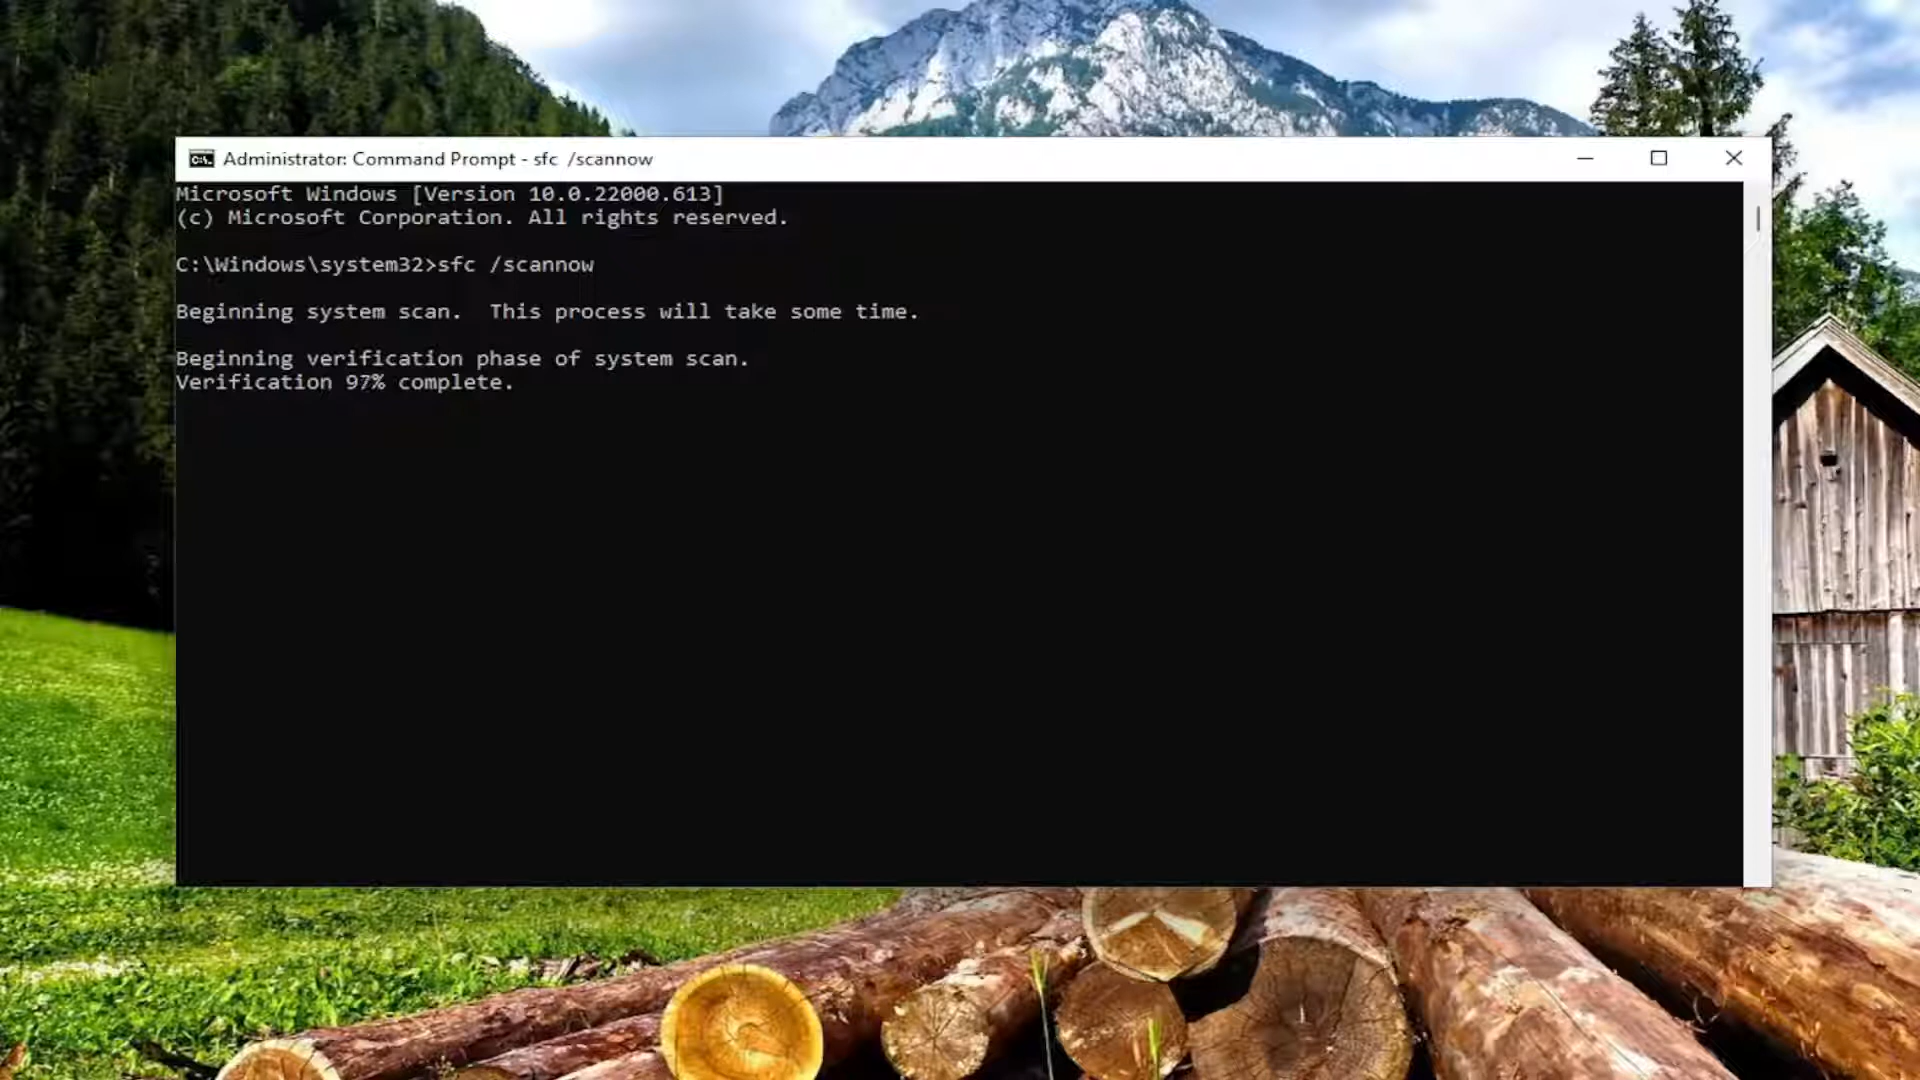 Administrator: Command Prompt - sfc  /scannow
Microsoft Windows [Version 10.0.22000.613]
(c) Microsoft Corporation. All rights reserved.
C:\Windows\system32>sfc /scannow
Beginning system scan.  This process will take some time.
Beginning verification phase of system scan.
Verification 97% complete.